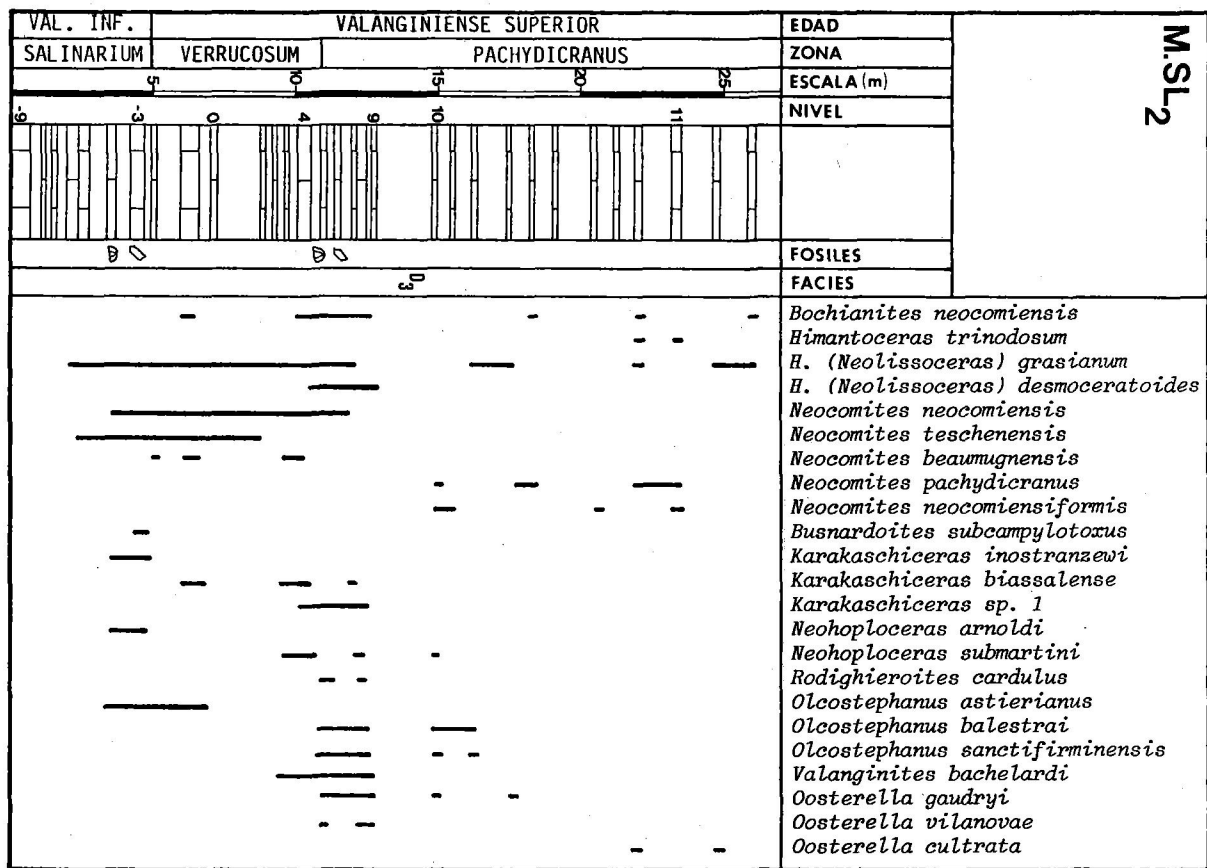 VAL. INF. VALANGINIENSE SUPERIOR EDAD
SALINARIUM VERRUCOSUM PACHYDICRANUS ZONA
5 10 15 20 25 ESCALA (m)
-9 -3 0 4 9 10 11 NIVEL
M.SL2
FOSILES
D3 FACIES
Bochianites neocomiensis
Himantoceras trinodosum
H. (Neolissoceras) grasianum
H. (Neolissoceras) desmoceratoides
Neocomites neocomiensis
Neocomites teschenensis
Neocomites beaumugnensis
Neocomites pachydicranus
Neocomites neocomiensiformis
Busnardoites subcampylotoxus
Karakaschiceras inostranzewi
Karakaschiceras biassalense
Karakaschiceras sp. 1
Neohoploceras arnoldi
Neohoploceras submartini
Rodighieroites cardulus
Olcostephanus astierianus
Olcostephanus balestrai
Olcostephanus sanctifirminensis
Valanginites bachelardi
Oosterella gaudryi
Oosterella vilanovae
Oosterella cultrata